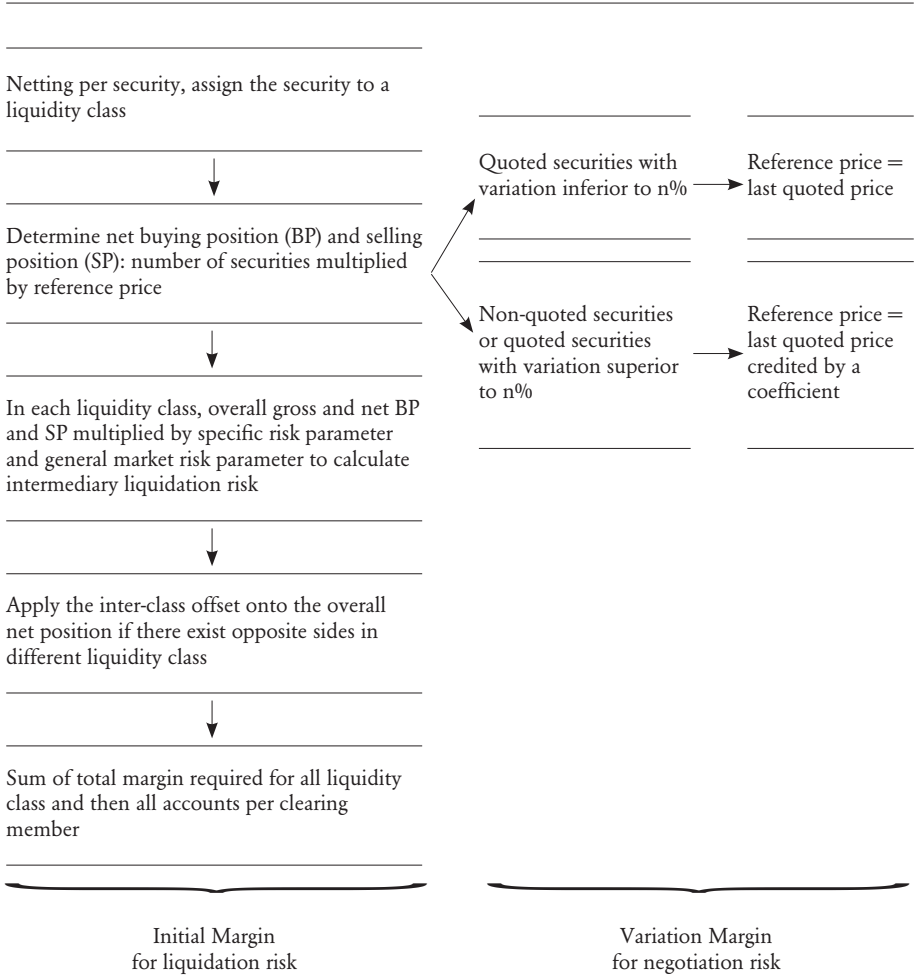 Netting per security, assign the security to a
liquidity class
Determine net buying position (BP) and selling
position (SP): number of securities multiplied
by reference price
In each liquidity class, overall gross and net BP
and SP multiplied by specific risk parameter
and general market risk parameter to calculate
intermediary liquidation risk
Apply the inter-class offset onto the overall
net position if there exist opposite sides in
different liquidity class
Sum of total margin required for all liquidity
class and then all accounts per clearing
member
Initial Margin
for liquidation risk
Quoted securities with
variation inferior to n%
Reference price =
last quoted price
Non-quoted securities
or quoted securities
with variation superior
to n%
Reference price =
last quoted price
credited by a
coefficient
Variation Margin
for negotiation risk